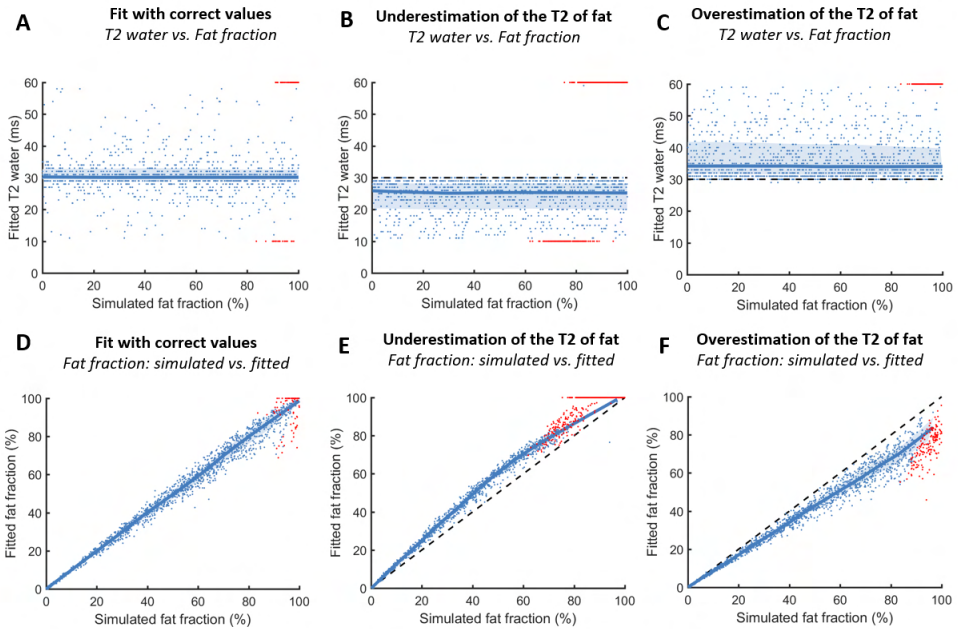 A
Fit with correct values
T2 water vs. Fat fraction
Fitted T2 water (ms)
60
50
40
30
20
10
0
0 20 40 60 80 100
Simulated fat fraction (%)
B
Underestimation of the T2 of fat
T2 water vs. Fat fraction
Fitted T2 water (ms)
60
50
40
30
20
10
0
0 20 40 60 80 100
Simulated fat fraction (%)
C
Overestimation of the T2 of fat
T2 water vs. Fat fraction
Fitted T2 water (ms)
60
50
40
30
20
10
0
0 20 40 60 80 100
Simulated fat fraction (%)
D
Fit with correct values
Fat fraction: simulated vs. fitted
Fitted fat fraction (%)
100
80
60
40
20
0
0 20 40 60 80 100
Simulated fat fraction (%)
E
Underestimation of the T2 of fat
Fat fraction: simulated vs. fitted
Fitted fat fraction (%)
100
80
60
40
20
0
0 20 40 60 80 100
Simulated fat fraction (%)
F
Overestimation of the T2 of fat
Fat fraction: simulated vs. fitted
Fitted fat fraction (%)
100
80
60
40
20
0
0 20 40 60 80 100
Simulated fat fraction (%)